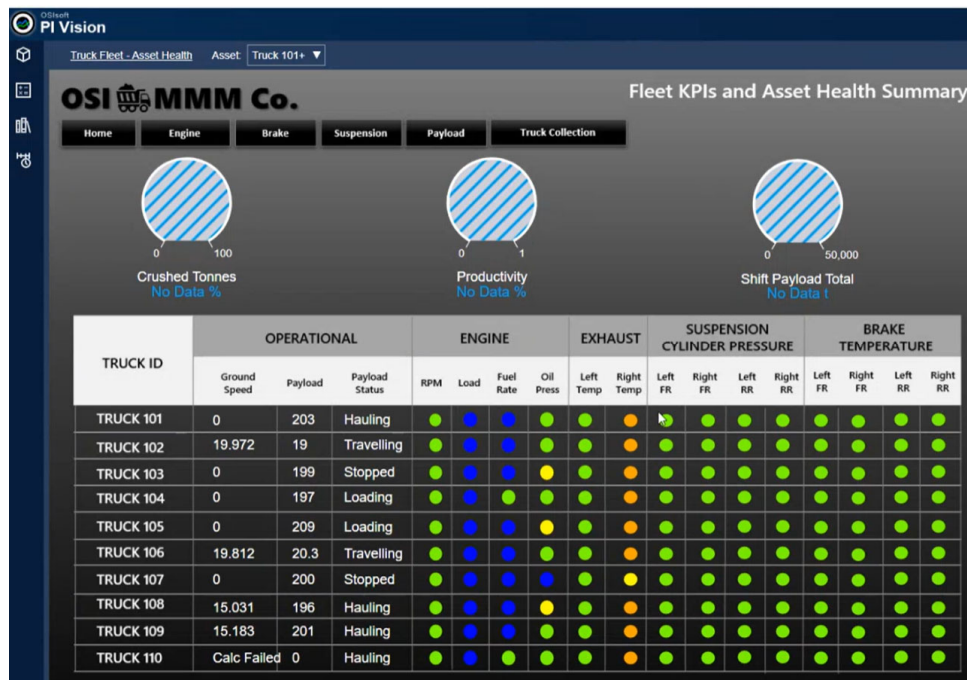 OSIsoft
PI Vision
Truck Fleet - Asset Health Asset: Truck 101+ ▼
OSI MMM Co.
Fleet KPIs and Asset Health Summary
Home Engine Brake Suspension Payload Truck Collection
0 100
Crushed Tonnes
No Data %
0 1
Productivity
No Data %
0 50,000
Shift Payload Total
No Data t
TRUCK ID OPERATIONAL ENGINE EXHAUST SUSPENSION CYLINDER PRESSURE BRAKE TEMPERATURE
Ground Speed Payload Payload Status RPM Load Fuel Rate Oil Press Left Temp Right Temp Left FR Right FR Left RR Right RR Left FR Right FR Left RR Right RR
TRUCK 101 0 203 Hauling
TRUCK 102 19.972 19 Travelling
TRUCK 103 0 199 Stopped
TRUCK 104 0 197 Loading
TRUCK 105 0 209 Loading
TRUCK 106 19.812 20.3 Travelling
TRUCK 107 0 200 Stopped
TRUCK 108 15.031 196 Hauling
TRUCK 109 15.183 201 Hauling
TRUCK 110 Calc Failed 0 Hauling